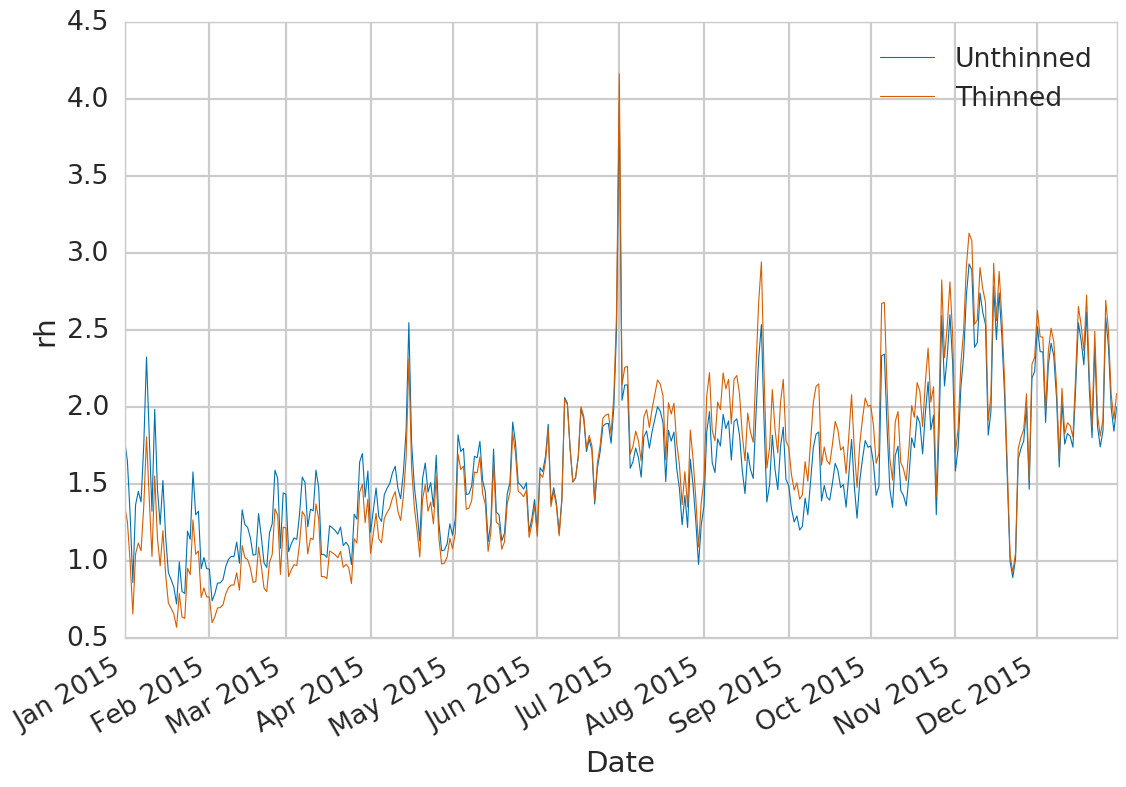 4.5
4.0
3.5
3.0
2.5
2.0
1.5
1.0
0.5
rh
Unthinned
Thinned
Jan 2015
Feb 2015
Mar 2015
Apr 2015
May 2015
Jun 2015
Jul 2015
Aug 2015
Sep 2015
Oct 2015
Nov 2015
Dec 2015
Date